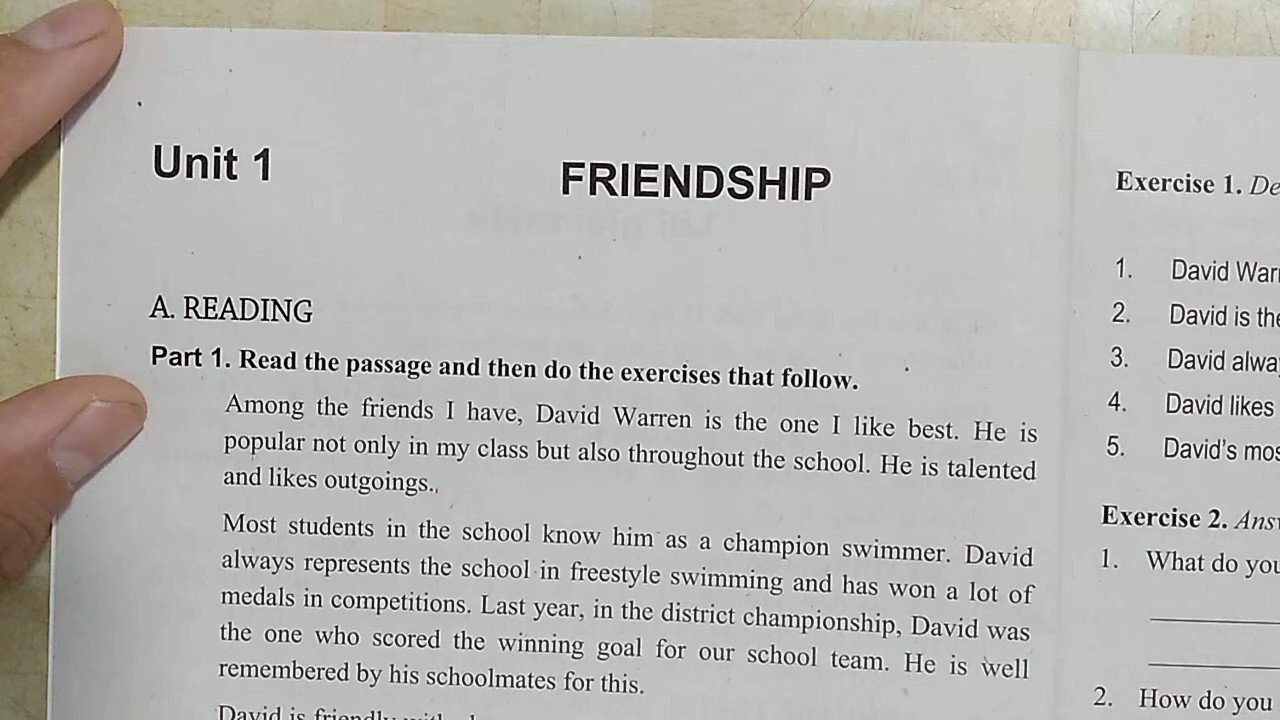 Unit 1
FRIENDSHIP
A. READING
Part 1. Read the passage and then do the exercises that follow.
Among the friends I have, David Warren is the one I like best. He is
popular not only in my class but also throughout the school. He is talented
and likes outgoings..
Most students in the school know him as a champion swimmer. David
always represents the school in freestyle swimming and has won a lot of
medals in competitions. Last year, in the district championship, David was
the one who scored the winning goal for our school team. He is well
remembered by his schoolmates for this.
David is friendly
Exercise 1.
1. David
2. David is
3. David
4. David likes
5. David's
Exercise 2.
1. What do
2. How do you